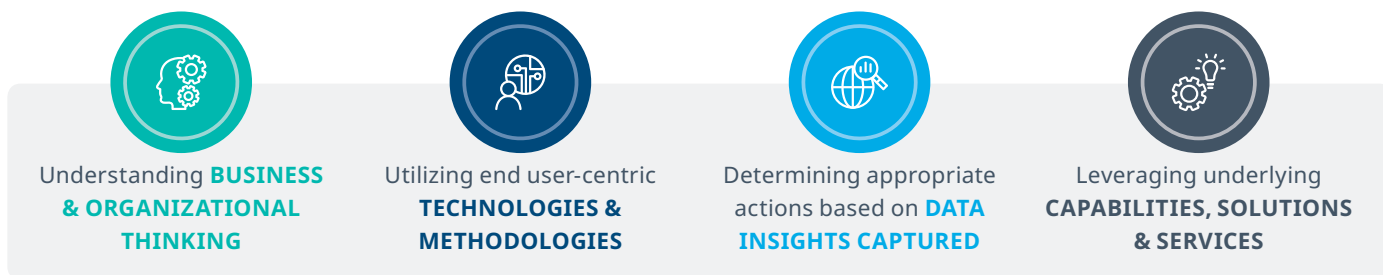 Understanding BUSINESS
& ORGANIZATIONAL
THINKING
Utilizing end user-centric
TECHNOLOGIES &
METHODOLOGIES
Determining appropriate
actions based on DATA
INSIGHTS CAPTURED
Leveraging underlying
CAPABILITIES, SOLUTIONS
& SERVICES